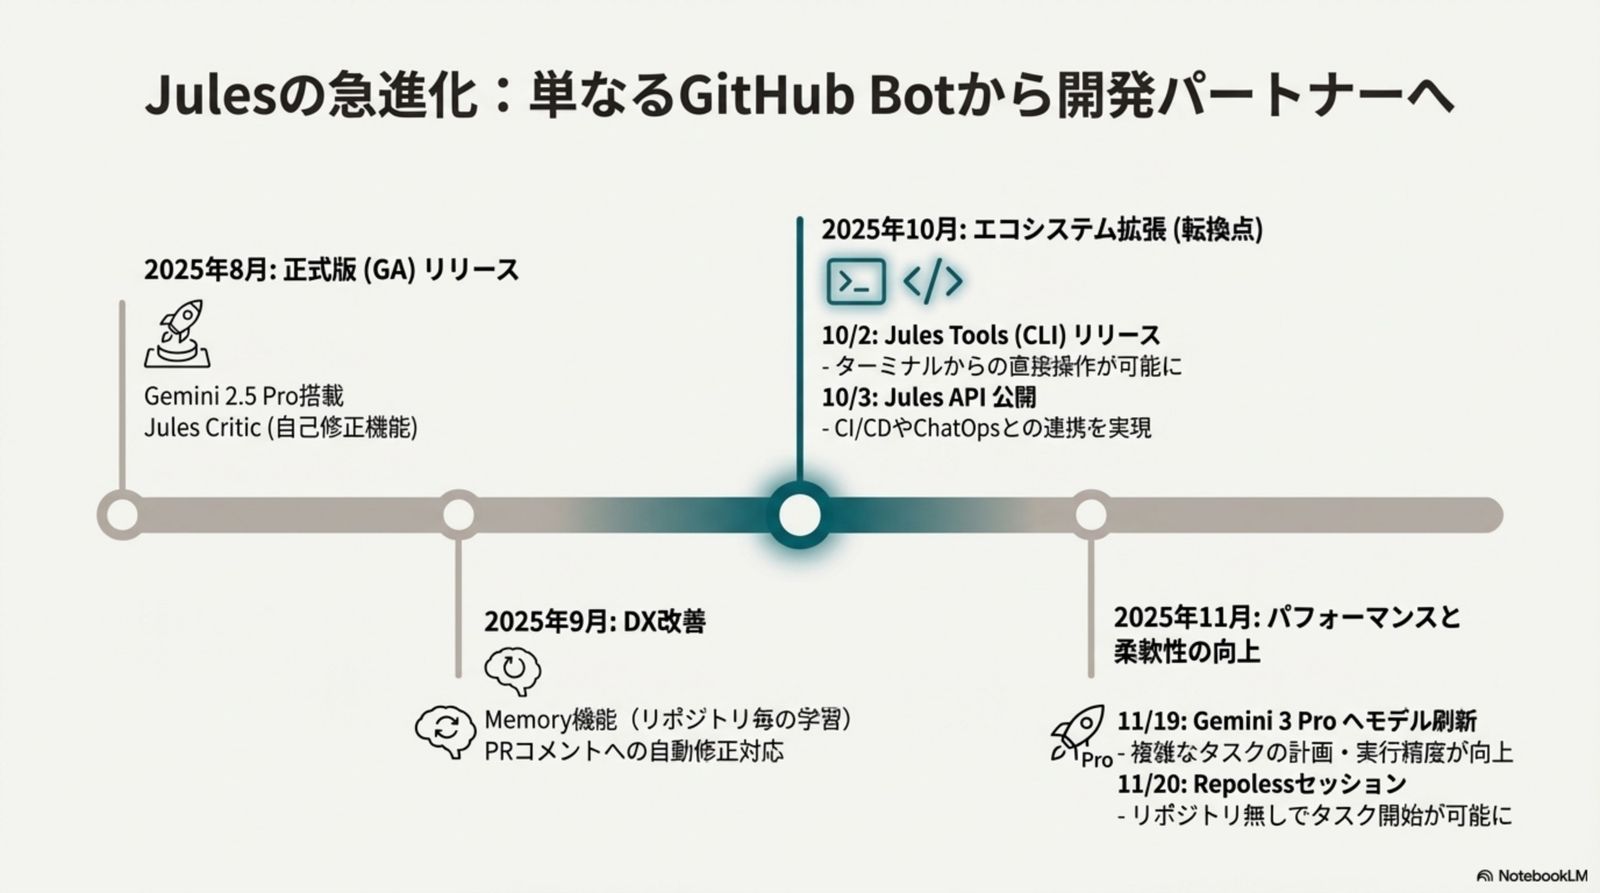 Julesの急進化：単なるGitHub Botから開発パートナーへ
2025年8月: 正式版 (GA) リリース
Gemini 2.5 Pro搭載
Jules Critic (自己修正機能)
2025年9月: DX改善
Memory機能（リポジトリ毎の学習）
PRコメントへの自動修正対応
2025年10月: エコシステム拡張 (転換点)
>_ </>
10/2: Jules Tools (CLI) リリース
- ターミナルからの直接操作が可能に
10/3: Jules API 公開
- CI/CDやChatOpsとの連携を実現
2025年11月: パフォーマンスと
柔軟性の向上
Pro
11/19: Gemini 3 Pro へモデル刷新
- 複雑なタスクの計画・実行精度が向上
11/20: Repolessセッション
- リポジトリ無しでタスク開始が可能に
NotebookLM